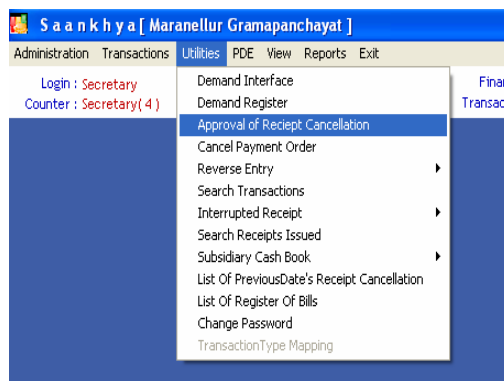 Saankhya [ Maranellur Gramapanchayat ]
Administration Transactions Utilities PDE View Reports Exit
Login : Secretary
Counter : Secretary( 4 )
Demand Interface
Demand Register
Approval of Reciept Cancellation
Cancel Payment Order
Reverse Entry
Search Transactions
Interrupted Receipt
Search Receipts Issued
Subsidiary Cash Book
List Of PreviousDate's Receipt Cancellation
List Of Register Of Bills
Change Password
TransactionType Mapping